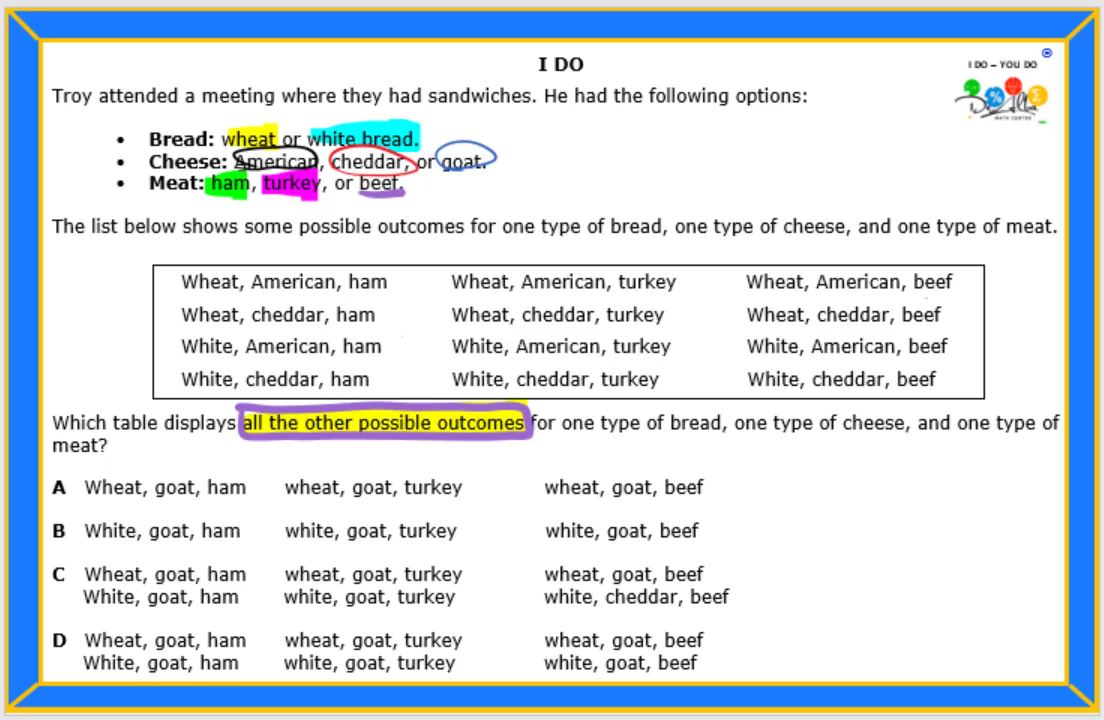 I DO
I DO – YOU DO
MATH CENTER
Troy attended a meeting where they had sandwiches. He had the following options:
• Bread: wheat or white bread.
• Cheese: American, cheddar, or goat.
• Meat: ham, turkey, or beef.
The list below shows some possible outcomes for one type of bread, one type of cheese, and one type of meat.
Wheat, American, ham Wheat, American, turkey Wheat, American, beef
Wheat, cheddar, ham Wheat, cheddar, turkey Wheat, cheddar, beef
White, American, ham White, American, turkey White, American, beef
White, cheddar, ham White, cheddar, turkey White, cheddar, beef
Which table displays all the other possible outcomes for one type of bread, one type of cheese, and one type of
meat?
A Wheat, goat, ham wheat, goat, turkey wheat, goat, beef
B White, goat, ham white, goat, turkey white, goat, beef
C Wheat, goat, ham wheat, goat, turkey wheat, goat, beef
White, goat, ham white, goat, turkey white, cheddar, beef
D Wheat, goat, ham wheat, goat, turkey wheat, goat, beef
White, goat, ham white, goat, turkey white, goat, beef